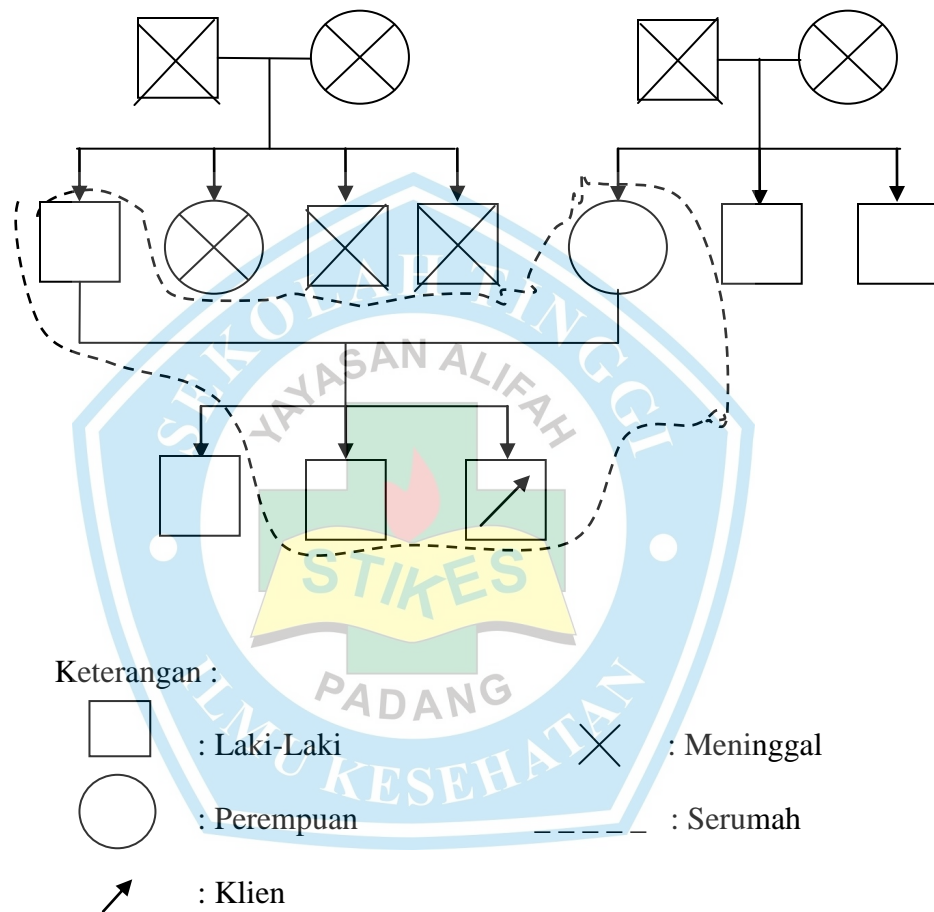 SEKOLAH TINGGI
YAYASAN ALIFAH
STIKES
PADANG
ILMU KESEHATAN
Keterangan :
: Laki-Laki
: Meninggal
: Perempuan
: Serumah
: Klien